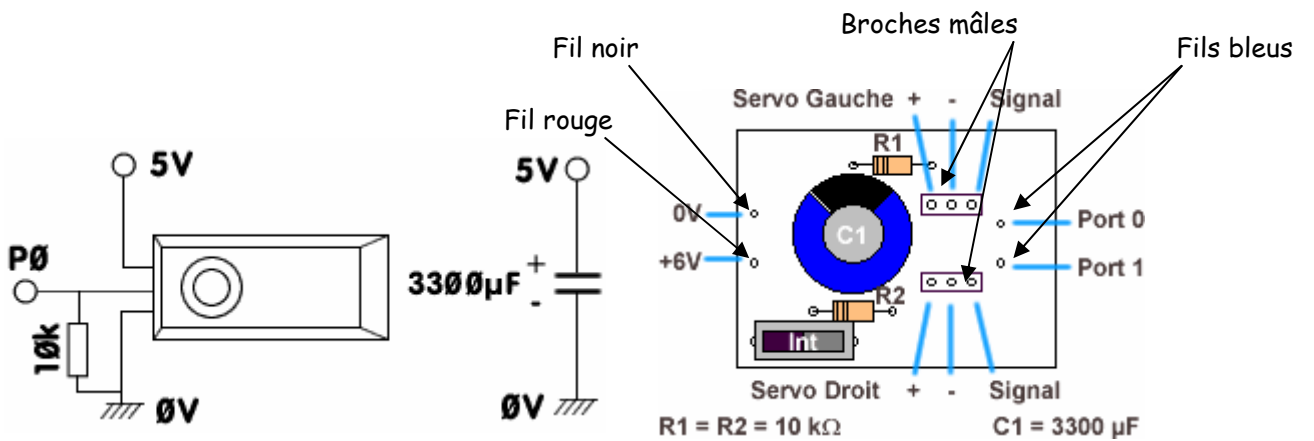 Broches mâles
Fil noir
Fils bleus
Servo Gauche + - Signal
Fil rouge
R1
5V
5V
0V
C1
Port 0
PØ
+6V
Port 1
33ØØµF
+
-
R2
10k
Int
ØV
ØV
Servo Droit + - Signal
R1 = R2 = 10 kΩ
C1 = 3300 µF